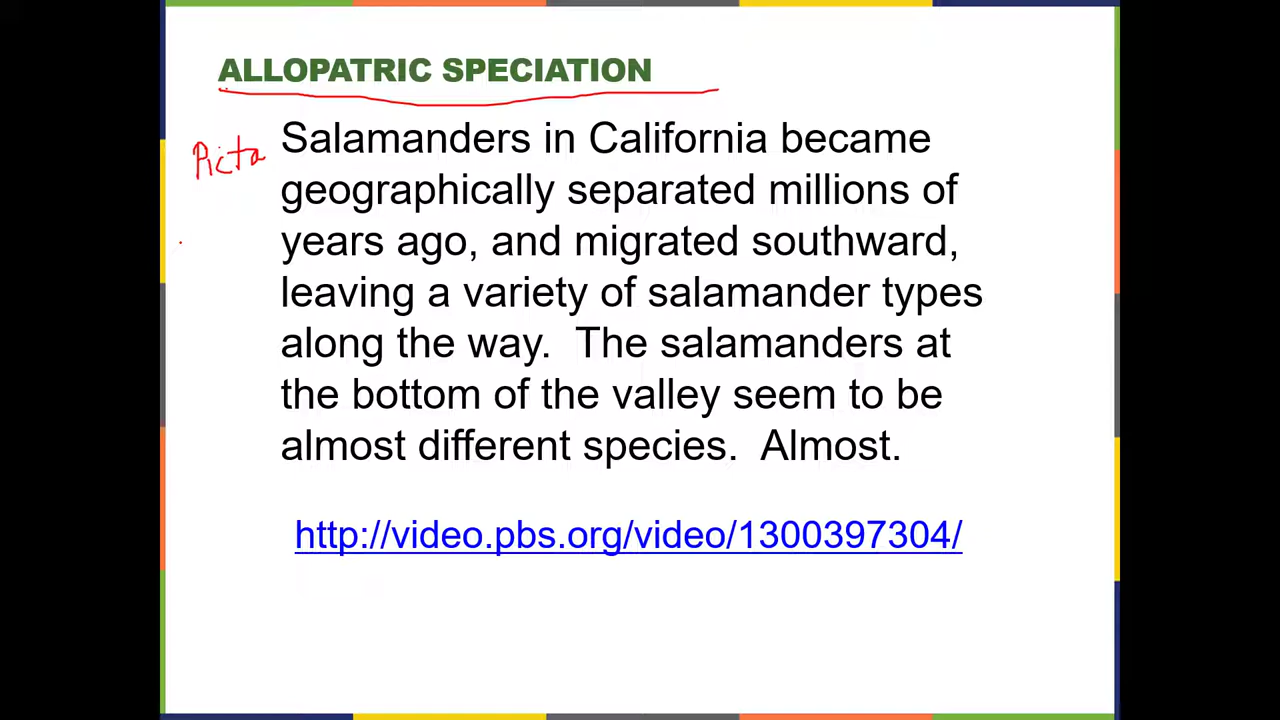 ALLOPATRIC SPECIATION
Picta
Salamanders in California became
geographically separated millions of
years ago, and migrated southward,
leaving a variety of salamander types
along the way.  The salamanders at
the bottom of the valley seem to be
almost different species.  Almost.
http://video.pbs.org/video/1300397304/